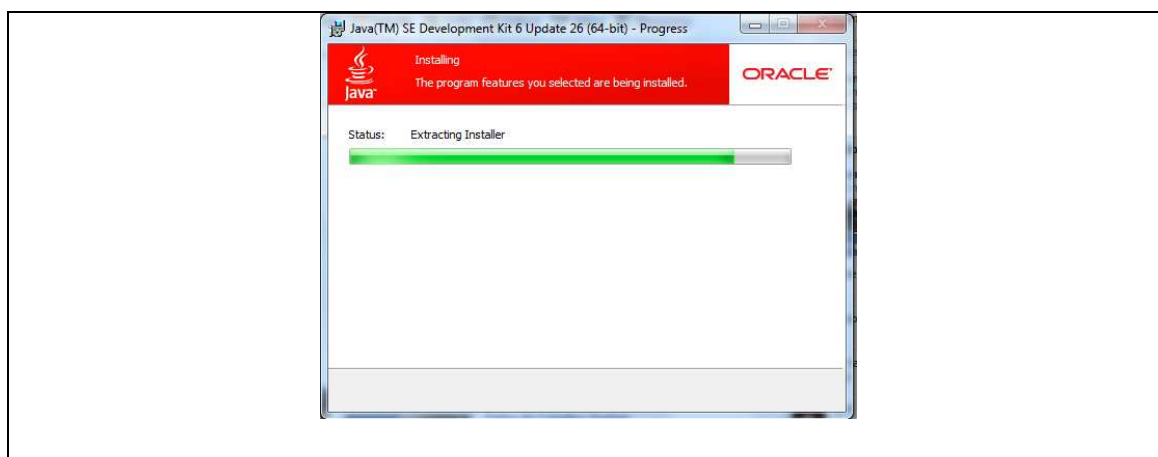 Java(TM) SE Development Kit 6 Update 26 (64-bit) - Progress
Installing
The program features you selected are being installed.
Java
ORACLE
Status: Extracting Installer